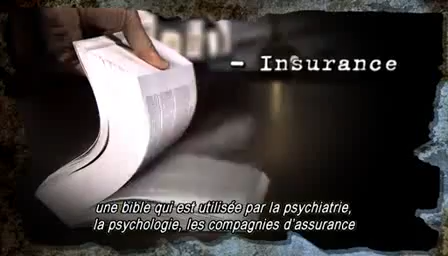 - Insurance
une bible qui est utilisée par la psychiatrie,
la psychologie, les compagnies d'assurance